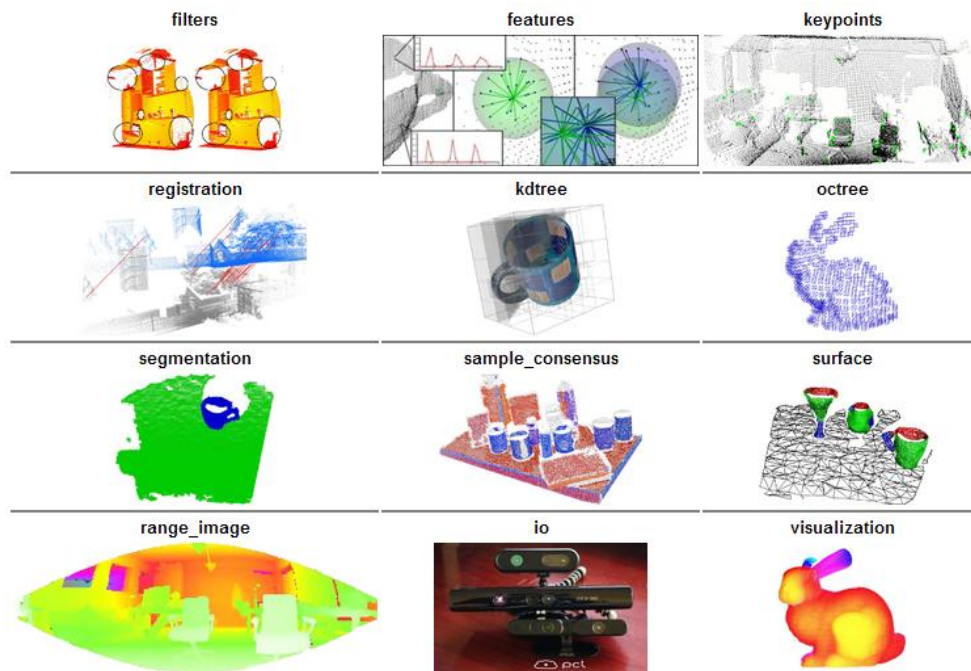 filters
features
keypoints
registration
kdtree
octree
segmentation
sample_consensus
surface
range_image
io
visualization
pcl